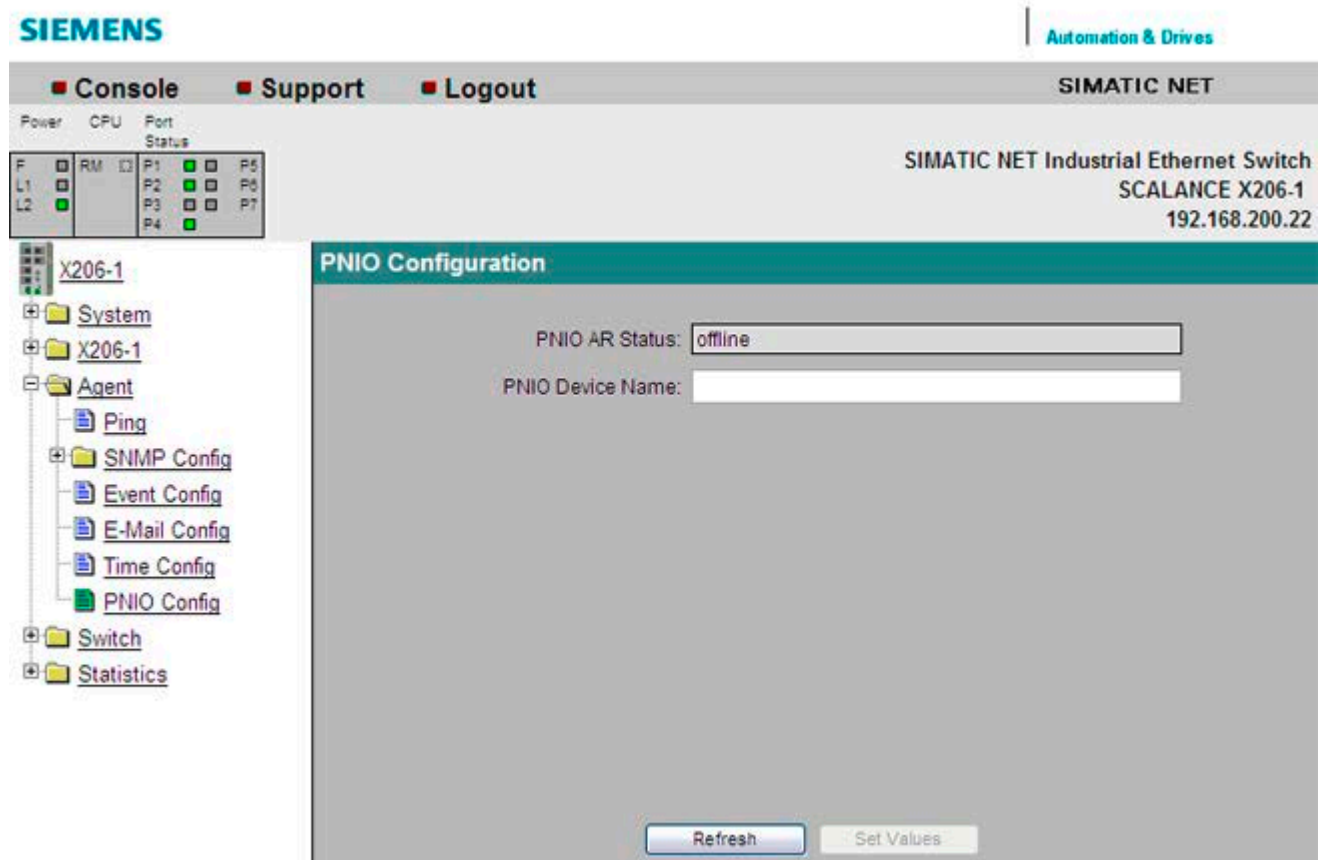 SIEMENS
Automation & Drives
Console Support Logout SIMATIC NET
Power CPU Port
Status
F RM P1 P5
L1 P2 P6
L2 P3 P7
P4
SIMATIC NET Industrial Ethernet Switch
SCALANCE X206-1
192.168.200.22
X206-1
System
X206-1
Agent
Ping
SNMP Config
Event Config
E-Mail Config
Time Config
PNIO Config
Switch
Statistics
PNIO Configuration
PNIO AR Status: offline
PNIO Device Name:
Refresh Set Values